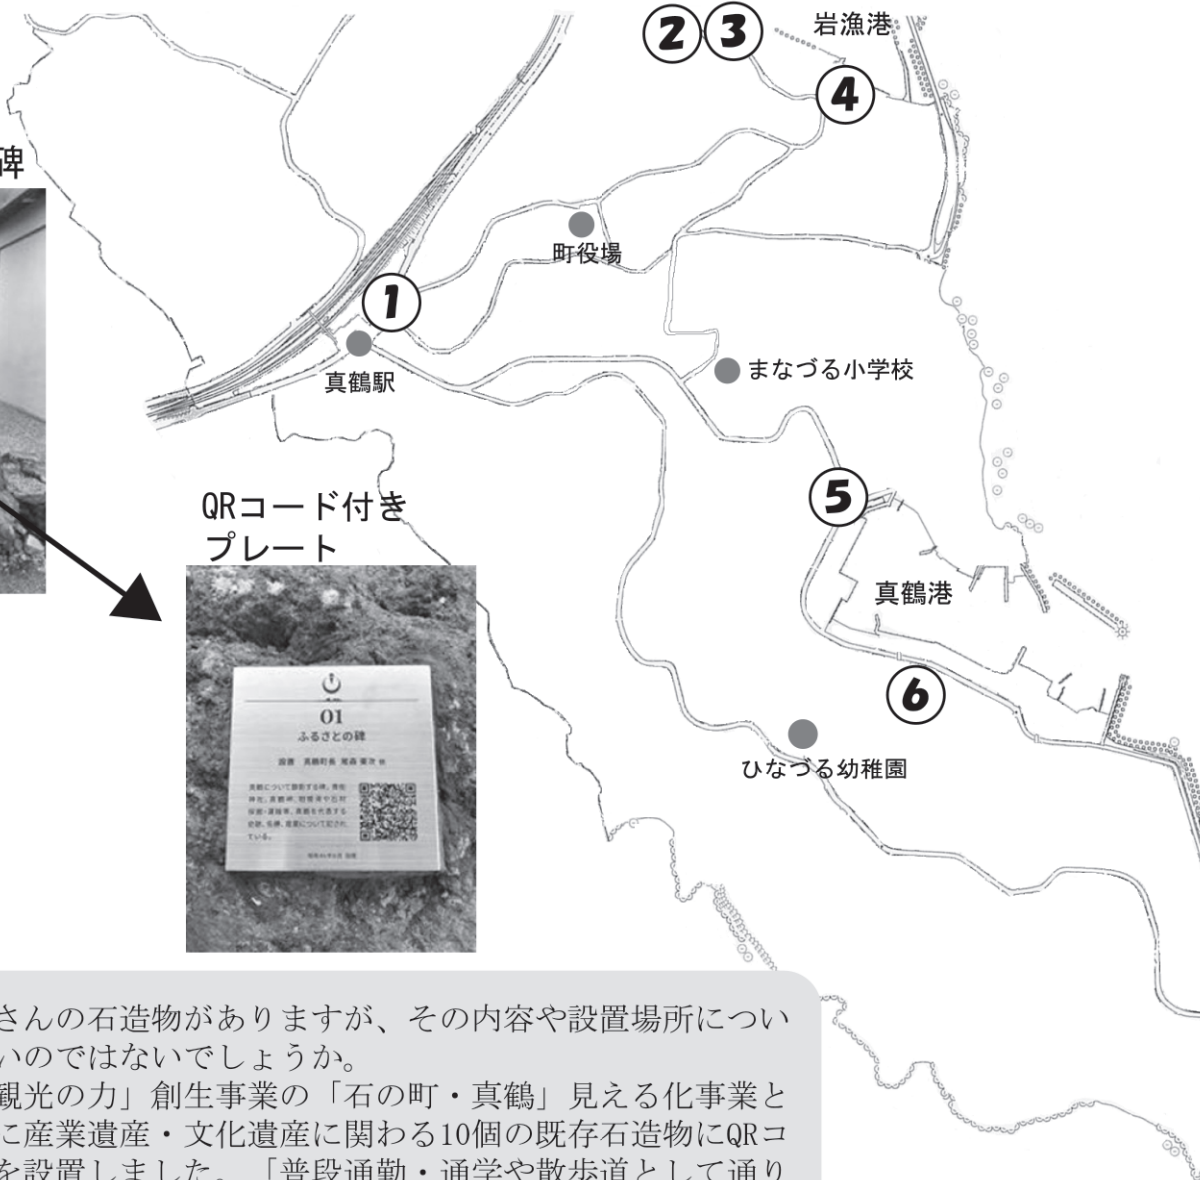 岩漁港
2
3
4
碑
町役場
1
真鶴駅
まなづる小学校
QRコード付き
プレート
5
真鶴港
6
01
ふるさとの碑
ひなづる幼稚園
さんの石造物がありますが、その内容や設置場所につい
いのではないでしょうか。
観光の力」創生事業の「石の町・真鶴」見える化事業と
に産業遺産・文化遺産に関わる10個の既存石造物にQRコ
を設置しました。「普段通勤・通学や散歩道として通り